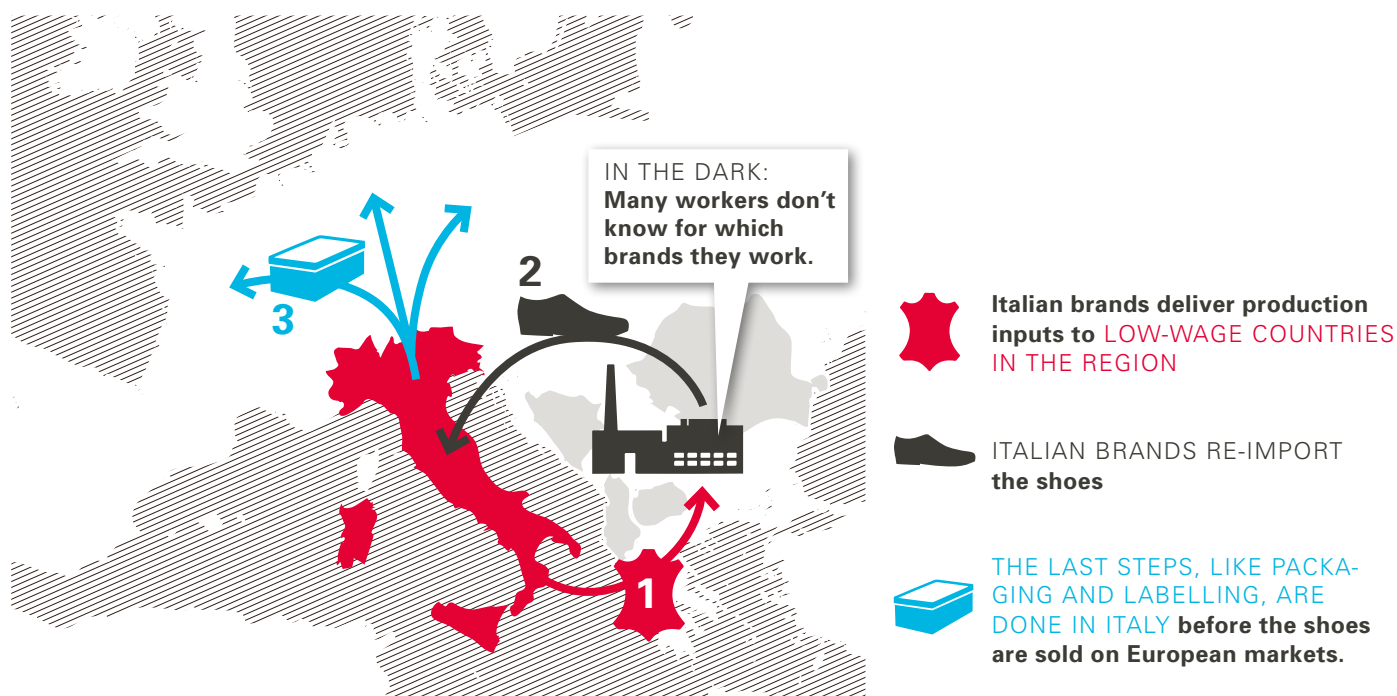 IN THE DARK:
Many workers don’t
know for which
brands they work.
2
3
1
Italian brands deliver production
inputs to LOW-WAGE COUNTRIES
IN THE REGION
ITALIAN BRANDS RE-IMPORT
the shoes
THE LAST STEPS, LIKE PACKA-
GING AND LABELLING, ARE
DONE IN ITALY before the shoes
are sold on European markets.